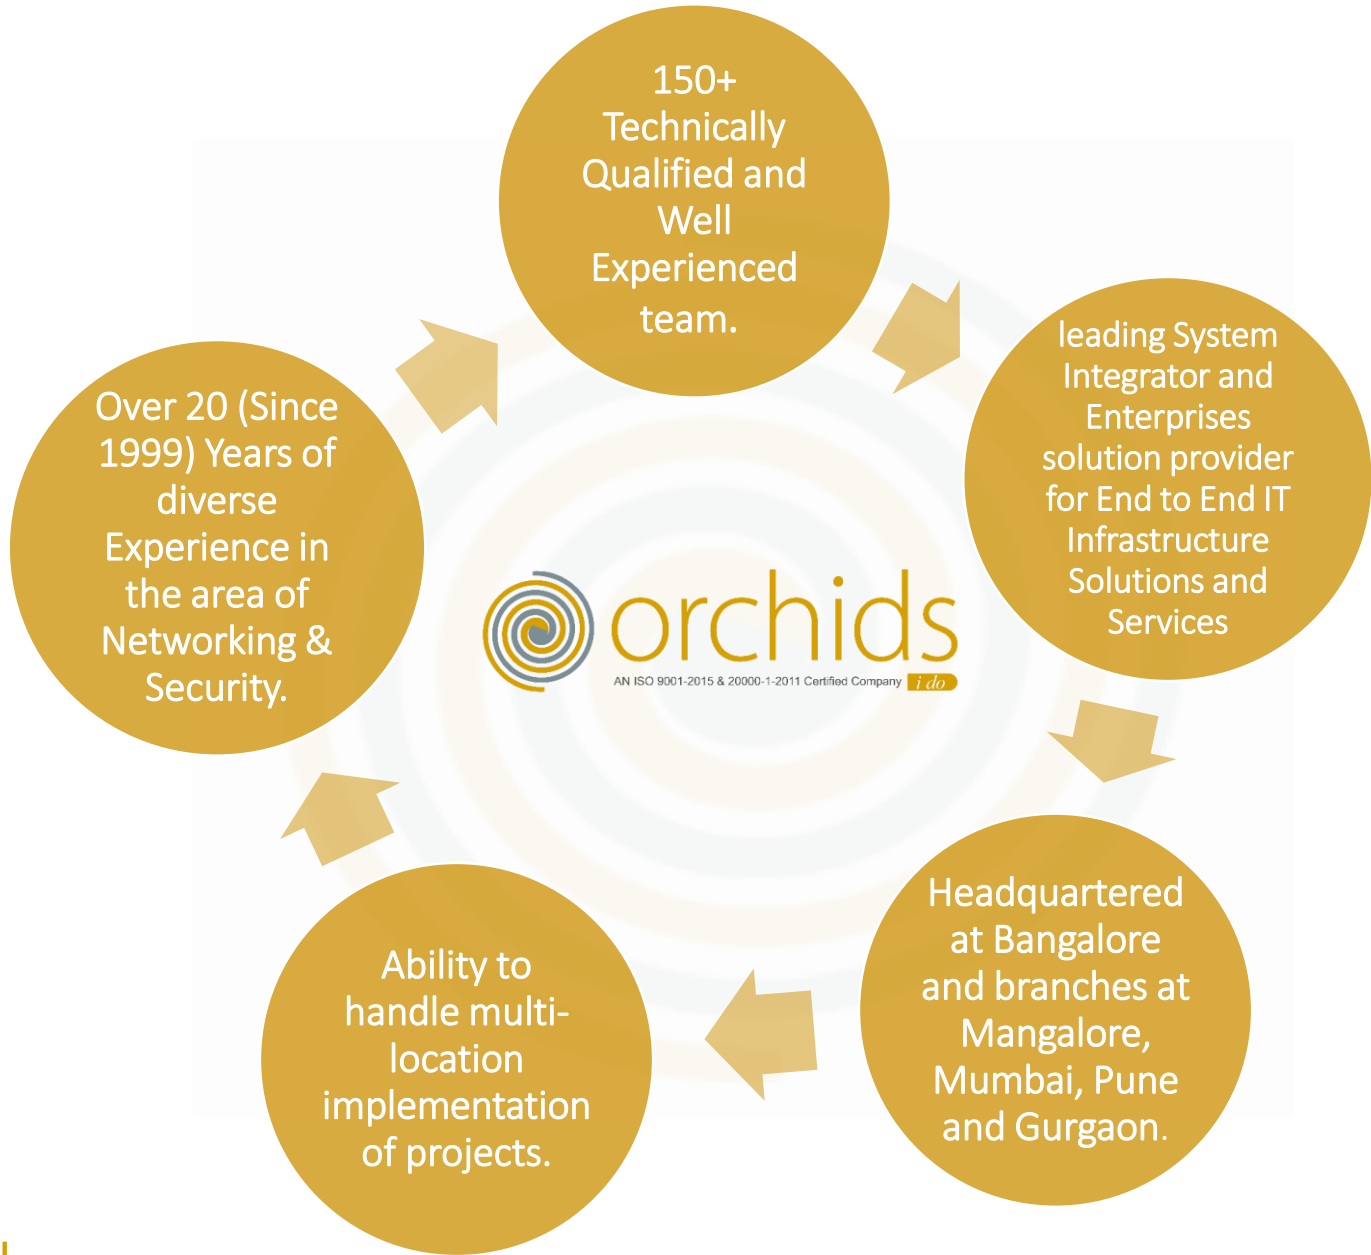 150+
Technically
Qualified and
Well
Experienced
team.
leading System
Integrator and
Enterprises
solution provider
for End to End IT
Infrastructure
Solutions and
Services
Headquartered
at Bangalore
and branches at
Mangalore,
Mumbai, Pune
and Gurgaon.
Ability to
handle multi-
location
implementation
of projects.
Over 20 (Since
1999) Years of
diverse
Experience in
the area of
Networking &
Security.
orchids
AN ISO 9001-2015 & 20000-1-2011 Certified Company i do